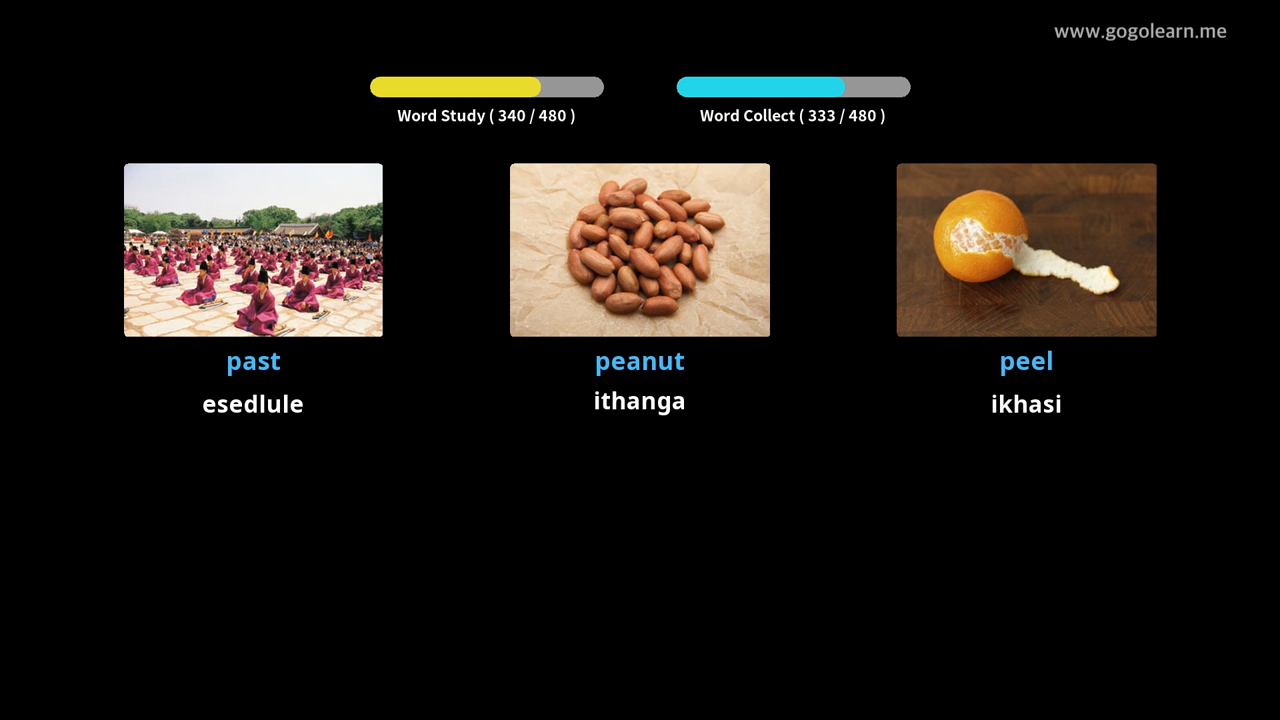 www.gogolearn.me
Word Study ( 340 / 480 )
Word Collect ( 333 / 480 )
past
peanut
peel
esedlule
ithanga
ikhasi